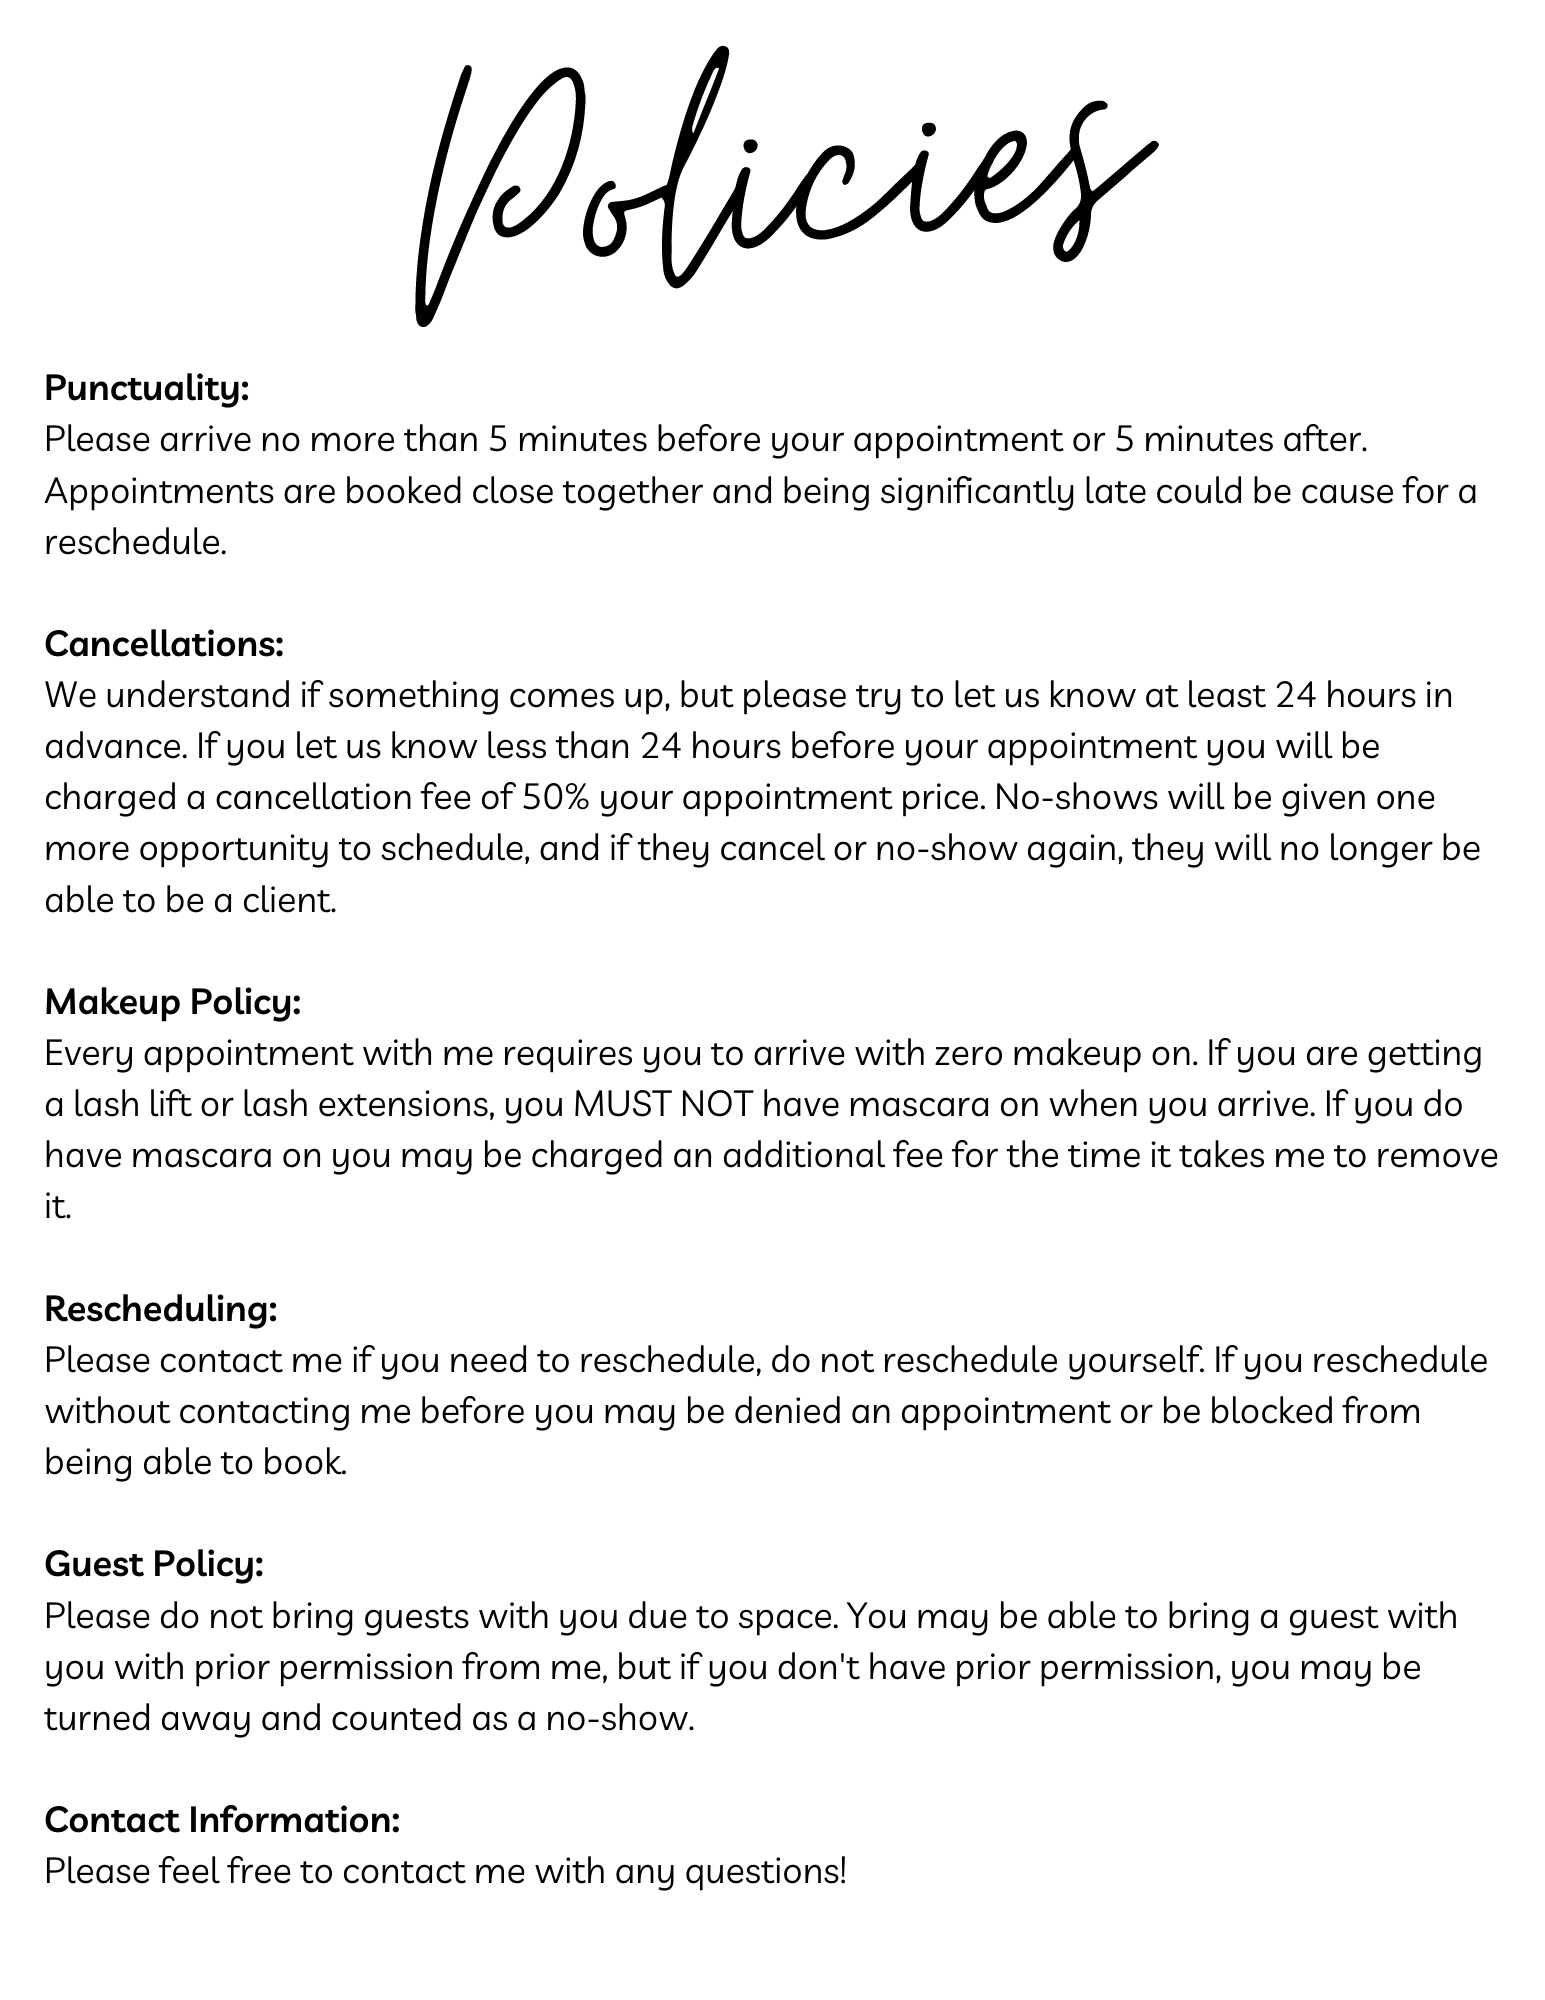 Policies
Punctuality:
Please arrive no more than 5 minutes before your appointment or 5 minutes after.
Appointments are booked close together and being significantly late could be cause for a
reschedule.
Cancellations:
We understand if something comes up, but please try to let us know at least 24 hours in
advance. If you let us know less than 24 hours before your appointment you will be
charged a cancellation fee of 50% your appointment price. No-shows will be given one
more opportunity to schedule, and if they cancel or no-show again, they will no longer be
able to be a client.
Makeup Policy:
Every appointment with me requires you to arrive with zero makeup on. If you are getting
a lash lift or lash extensions, you MUST NOT have mascara on when you arrive. If you do
have mascara on you may be charged an additional fee for the time it takes me to remove
it.
Rescheduling:
Please contact me if you need to reschedule, do not reschedule yourself. If you reschedule
without contacting me before you may be denied an appointment or be blocked from
being able to book.
Guest Policy:
Please do not bring guests with you due to space. You may be able to bring a guest with
you with prior permission from me, but if you don't have prior permission, you may be
turned away and counted as a no-show.
Contact Information:
Please feel free to contact me with any questions!